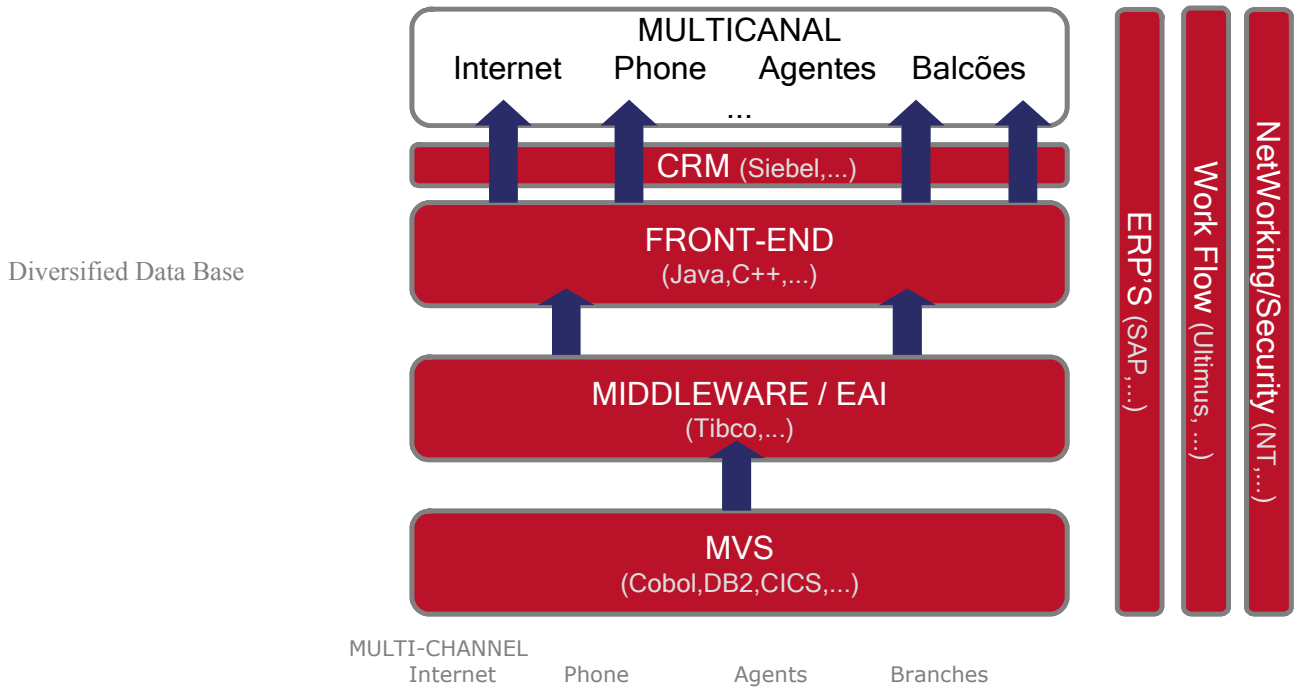 MULTICANAL
Internet Phone Agentes Balcões
...
CRM (Siebel,...)
FRONT-END
(Java,C++,...)
Diversified Data Base
MIDDLEWARE / EAI
(Tibco,...)
MVS
(Cobol,DB2,CICS,...)
ERP'S (SAP,...)
Work Flow (Ultimus, ...)
NetWorking/Security (NT,...)
MULTI-CHANNEL
Internet Phone Agents Branches